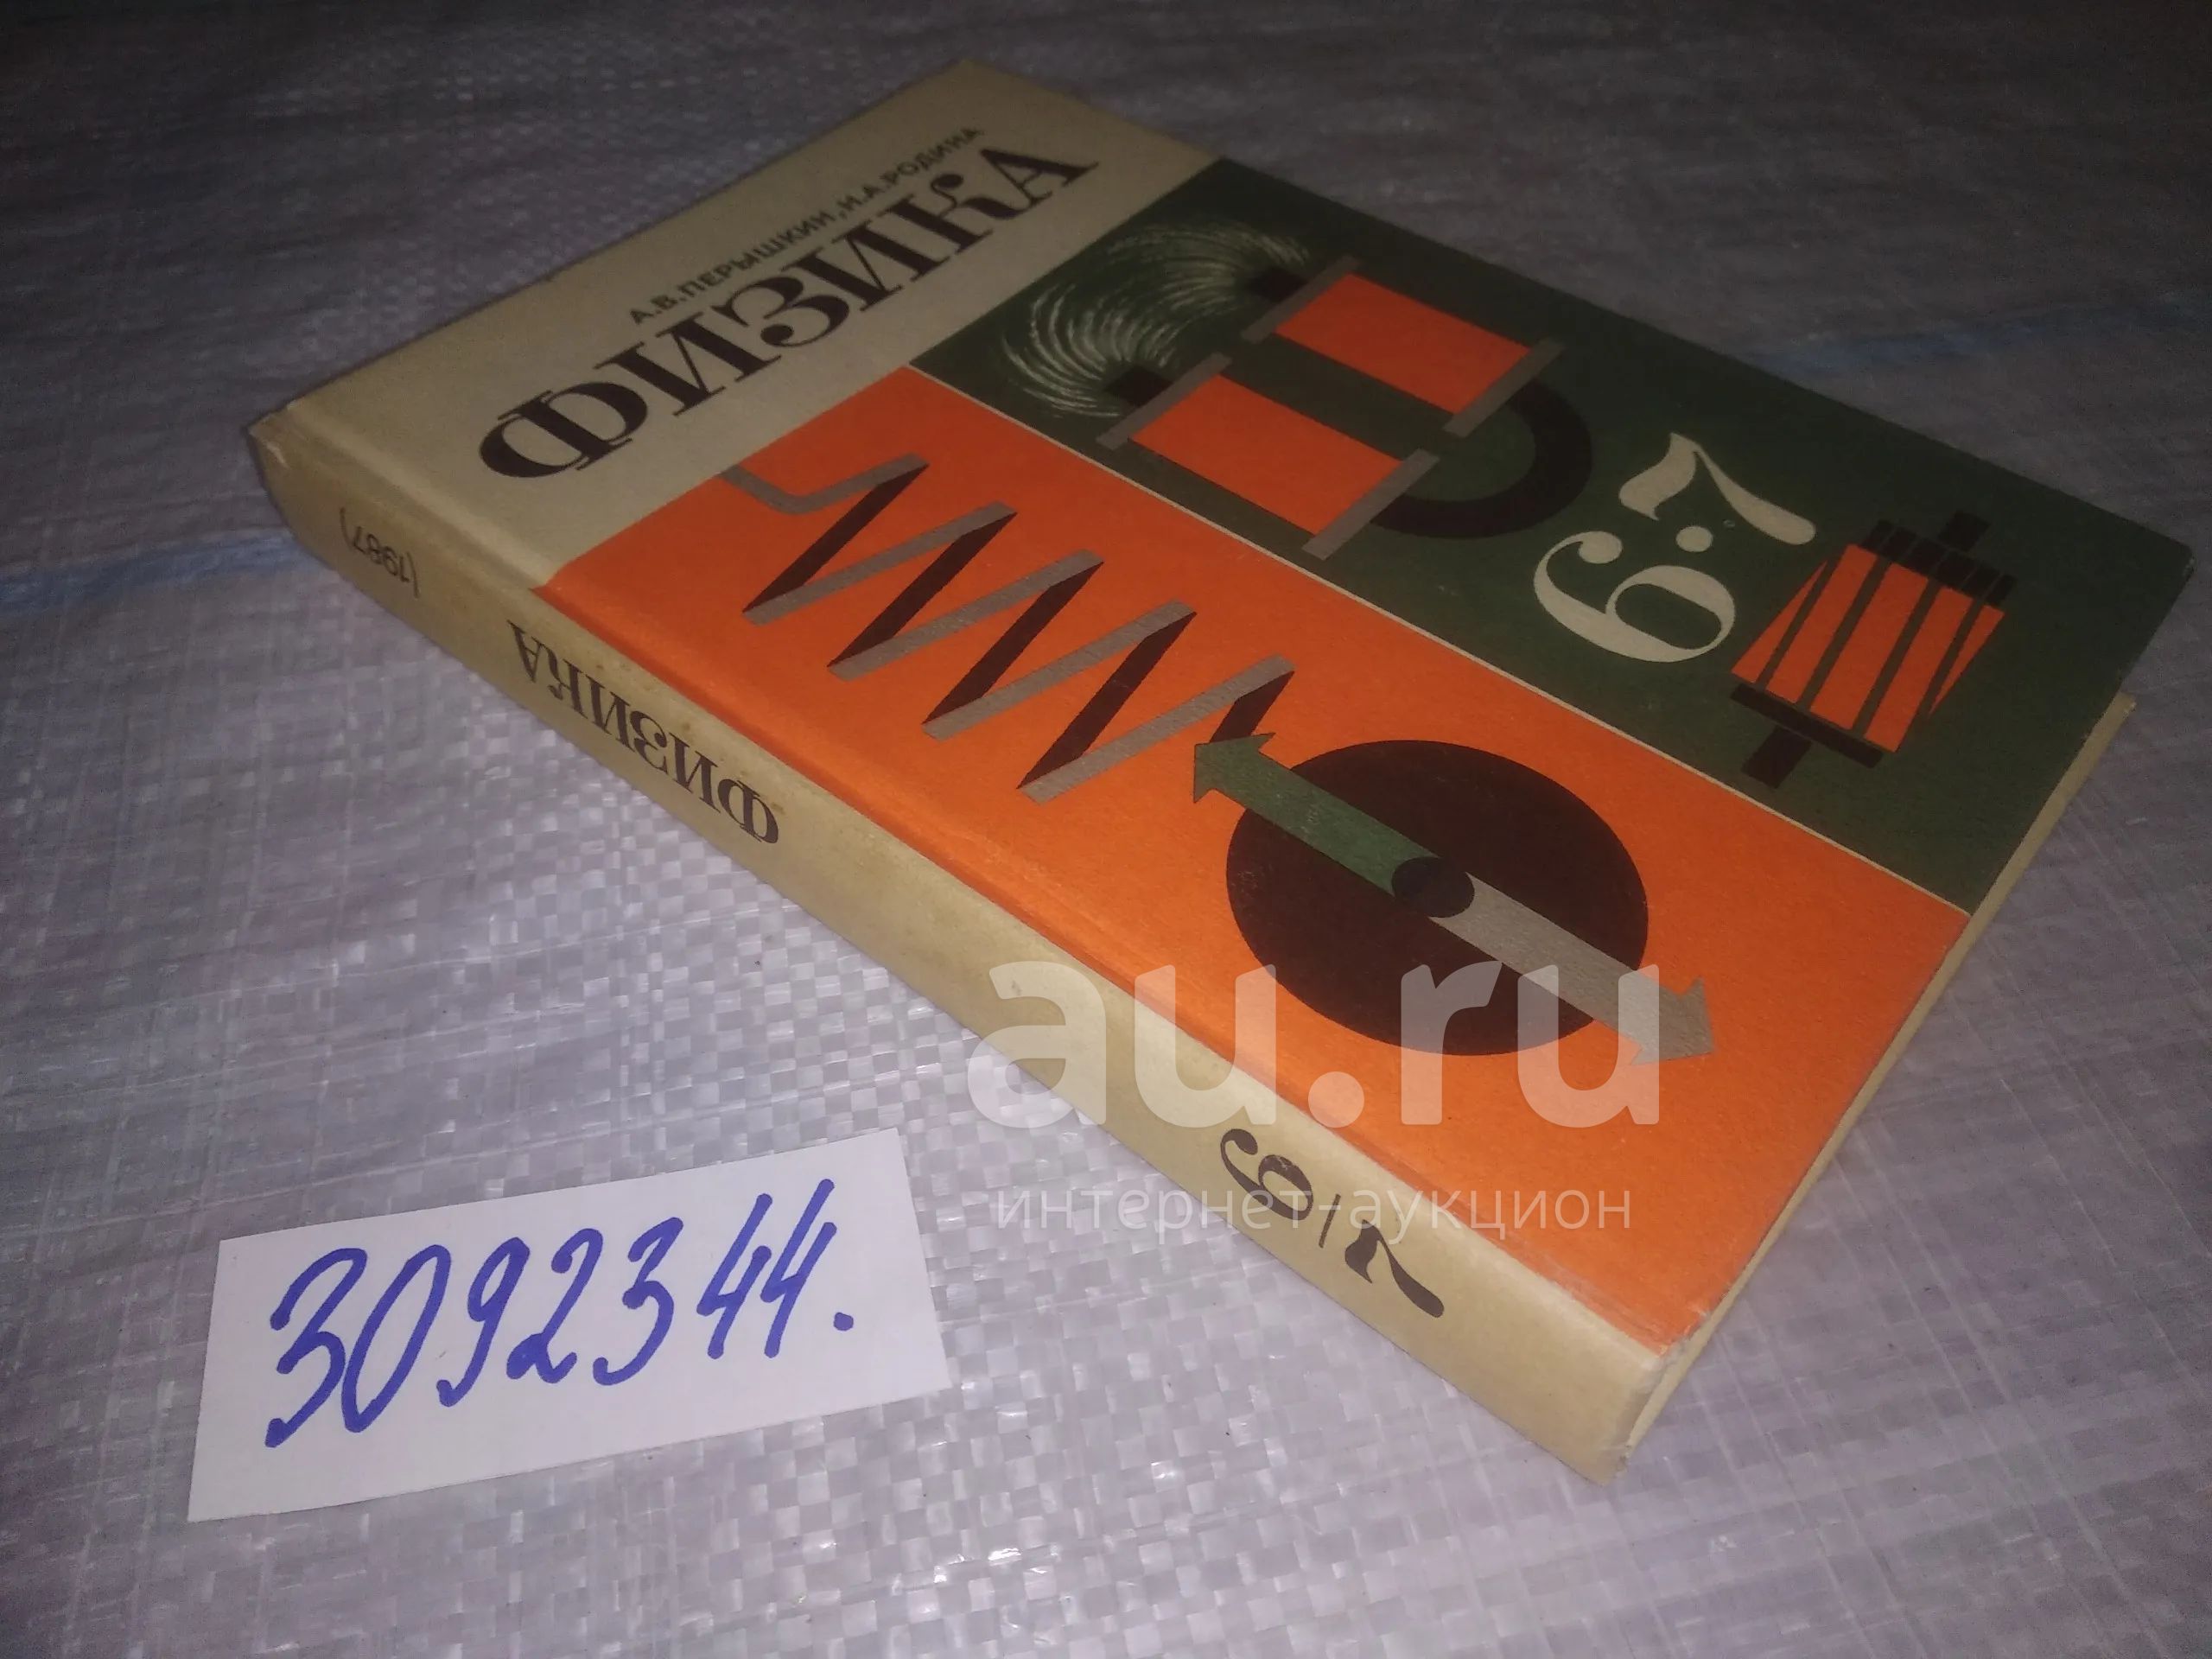 А.В.ПЕРЫШКИН, Н.А.РОДИНА
ФИЗИКА
6·7
(1987)
ФИЗИКА
6/7
au.ru
интернет-аукцион
3092344.